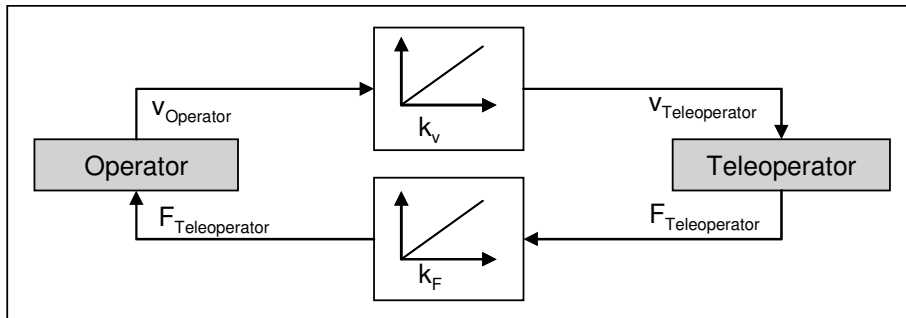 v_Operator
k_v
v_Teleoperator
Operator
Teleoperator
F_Teleoperator
k_F
F_Teleoperator